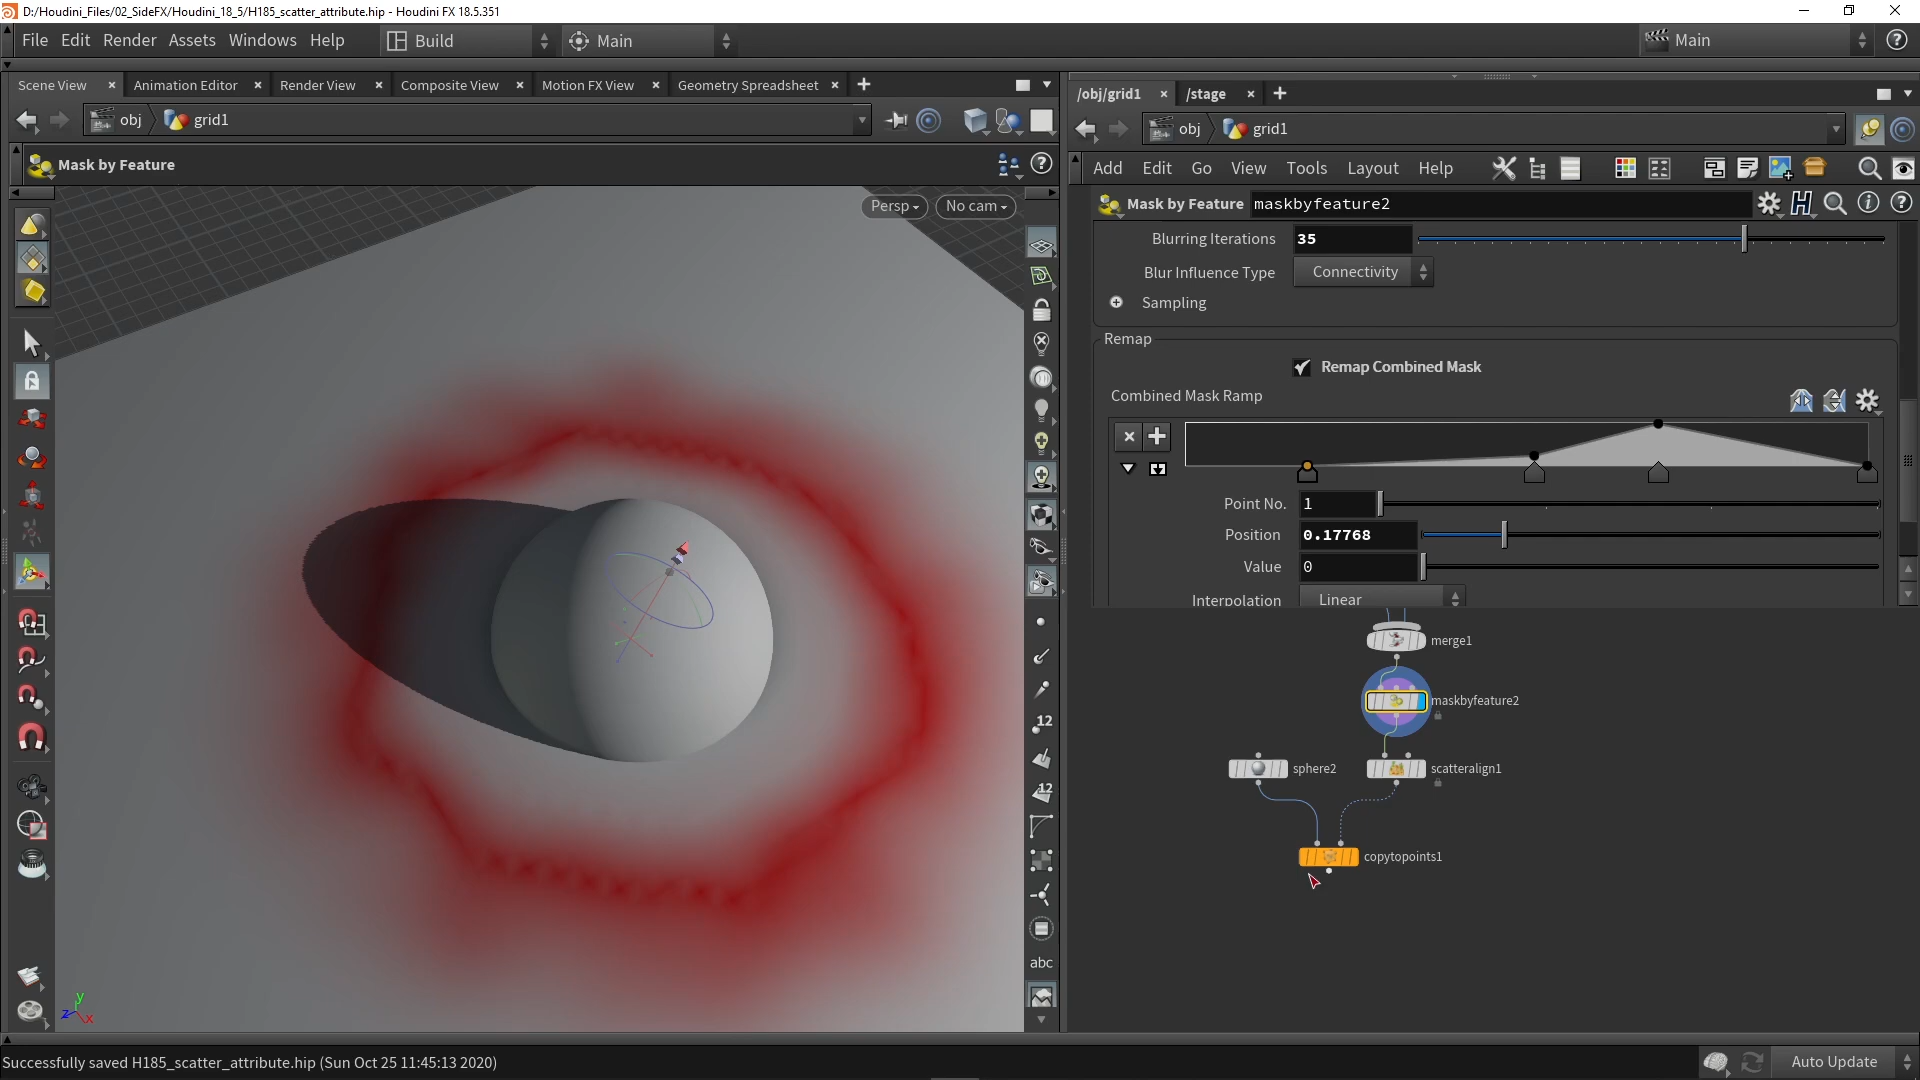 D:/Houdini_Files/02_SideFX/Houdini_18_5/H185_scatter_attribute.hip - Houdini FX 18.5.351
File Edit Render Assets Windows Help Build Main Main
Scene View Animation Editor Render View Composite View Motion FX View Geometry Spreadsheet
/obj/grid1 /stage
obj grid1
obj grid1
Mask by Feature
Add Edit Go View Tools Layout Help
Persp No cam
Mask by Feature maskbyfeature2
Blurring Iterations 35
Blur Influence Type Connectivity
Sampling
Remap
Remap Combined Mask
Combined Mask Ramp
Point No. 1
Position 0.17768
Value 0
Interpolation Linear
merge1
maskbyfeature2
sphere2 scatteralign1
copytopoints1
12
12
abc
y
z x
Successfully saved H185_scatter_attribute.hip (Sun Oct 25 11:45:13 2020)
Auto Update